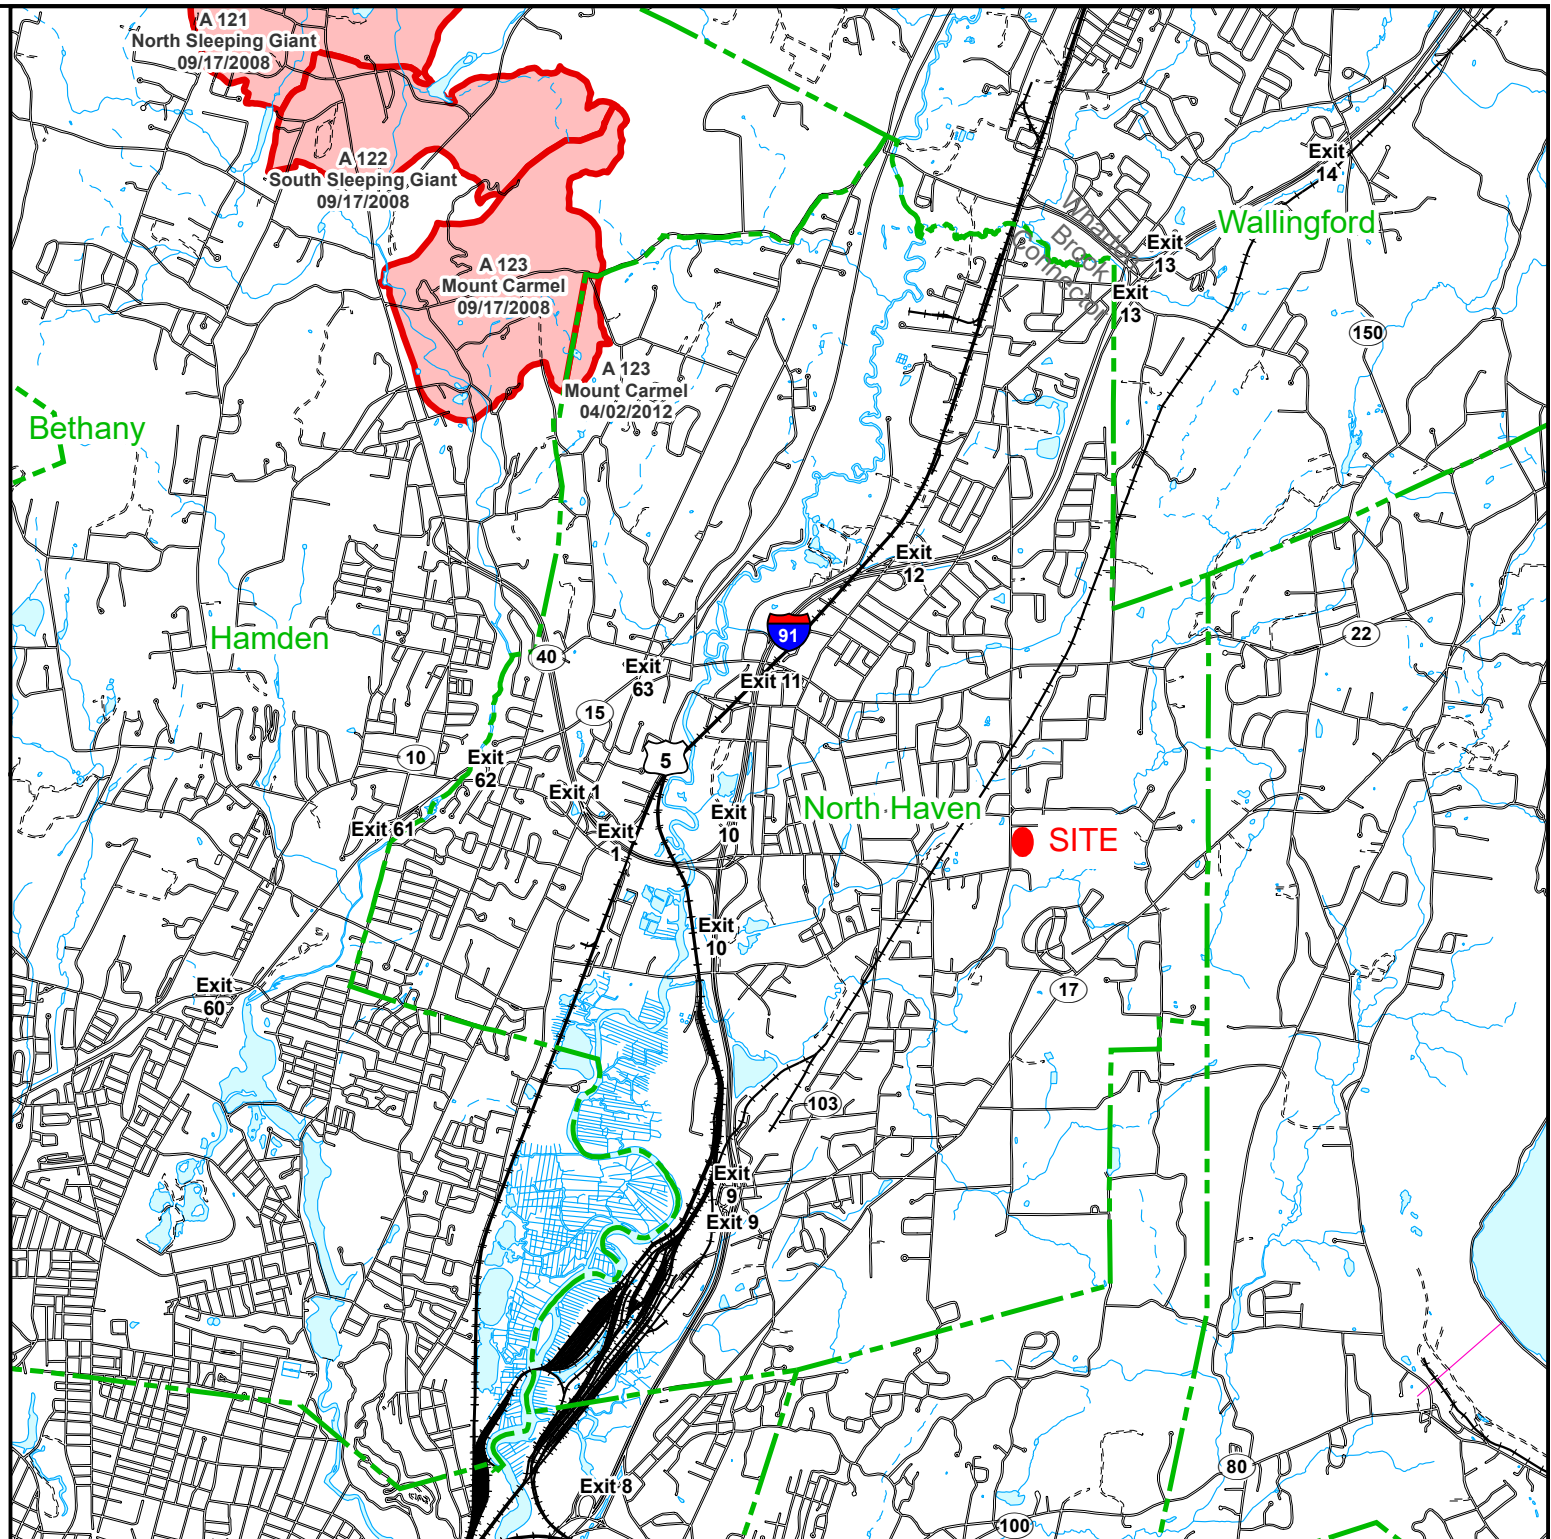 A 121
North Sleeping Giant
09/17/2008
A 122
South Sleeping Giant
09/17/2008
Exit
14
Wallingford
Wharton
Brook
Connector
Exit
13
A 123
Mount Carmel
09/17/2008
Exit
13
150
A 123
Mount Carmel
04/02/2012
Bethany
Exit
12
91
22
Hamden
40
Exit
63
Exit 11
15
10
5
Exit
62
Exit 1
North Haven
Exit
10
Exit 61
Exit
1
SITE
Exit
10
Exit
60
17
103
Exit
9
Exit 9
80
Exit 8
100